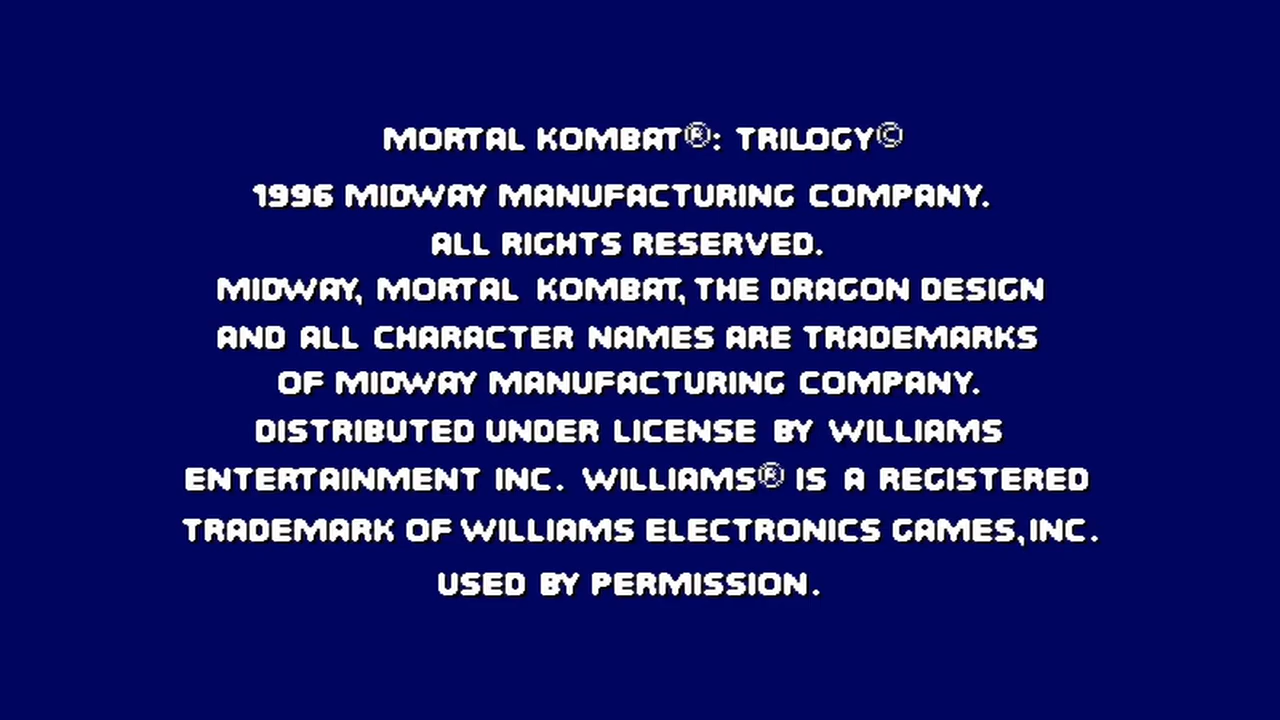 MORTAL KOMBAT®: TRILOGY©
1996 MIDWAY MANUFACTURING COMPANY.
ALL RIGHTS RESERVED.
MIDWAY, MORTAL KOMBAT, THE DRAGON DESIGN
AND ALL CHARACTER NAMES ARE TRADEMARKS
OF MIDWAY MANUFACTURING COMPANY.
DISTRIBUTED UNDER LICENSE BY WILLIAMS
ENTERTAINMENT INC. WILLIAMS® IS A REGISTERED
TRADEMARK OF WILLIAMS ELECTRONICS GAMES,INC.
USED BY PERMISSION.